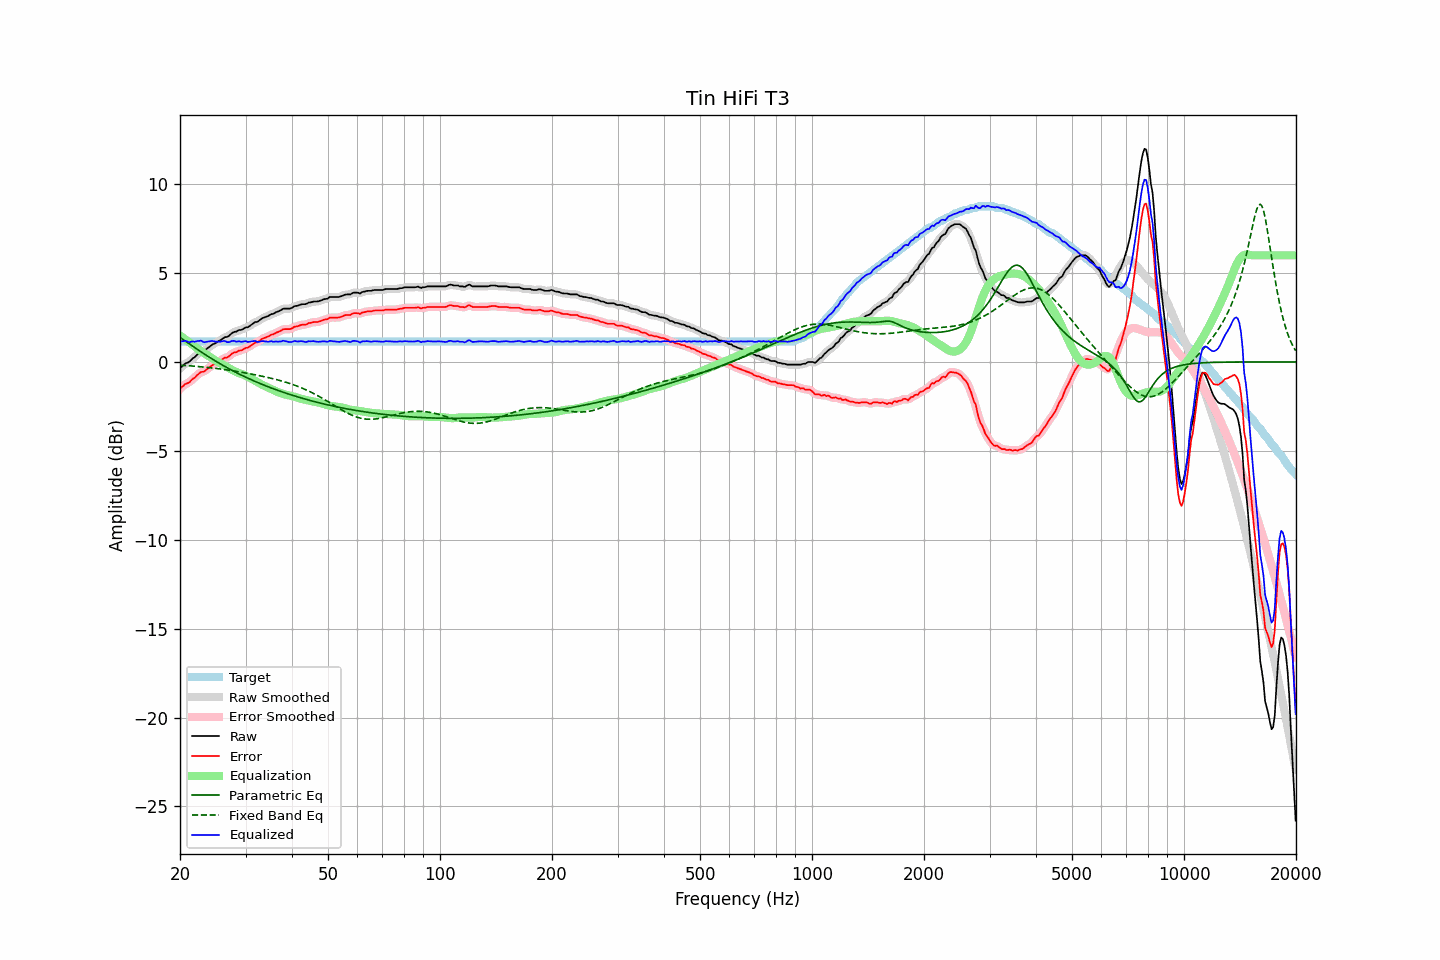 Tin HiFi T3
Amplitude (dBr)
10
5
0
−5
−10
−15
−20
−25
Target
Raw Smoothed
Error Smoothed
Raw
Error
Equalization
Parametric Eq
Fixed Band Eq
Equalized
20 50 100 200 500 1000 2000 5000 10000 20000
Frequency (Hz)